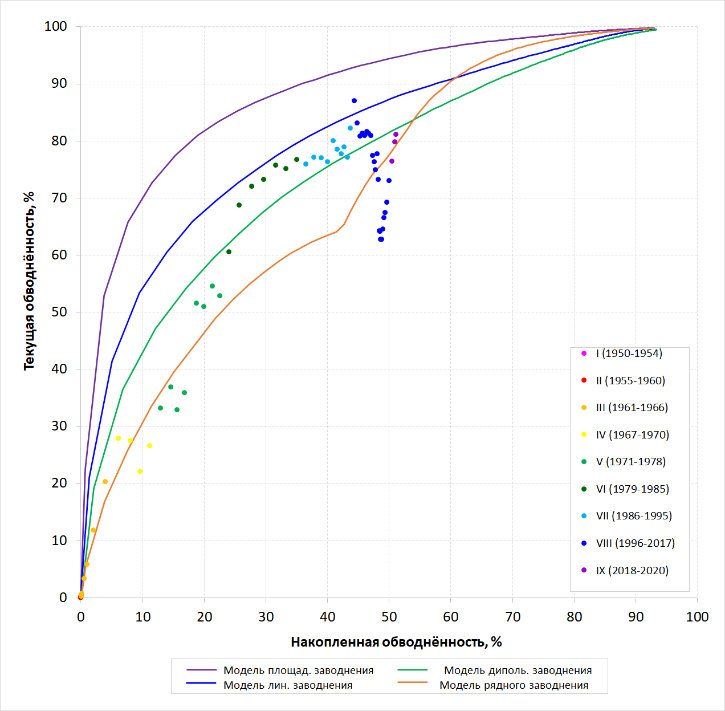 100
90
80
70
60
50
40
30
20
10
0
Текущая обводнённость, %
0 10 20 30 40 50 60 70 80 90 100
Накопленная обводнённость, %
I (1950-1954)
II (1955-1960)
III (1961-1966)
IV (1967-1970)
V (1971-1978)
VI (1979-1985)
VII (1986-1995)
VIII (1996-2017)
IX (2018-2020)
Модель площад. заводнения Модель диполь. заводнения
Модель лин. заводнения Модель рядного заводнения